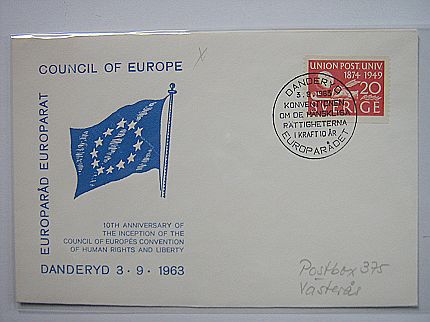 COUNCIL OF EUROPE
EUROPARÅD EUROPARAT
10TH ANNIVERSARY OF
THE INCEPTION OF THE
COUNCIL OF EUROPÉS CONVENTION
OF HUMAN RIGHTS AND LIBERTY
DANDERYD 3 · 9 · 1963
UNION POST. UNIV.
1874 1949
20
SVERIGE
DANDERYD
3.9.1963
KONVENTIONEN
OM DE MÄNSKLIGA
RÄTTIGHETERNA
I KRAFT 10 ÅR
EUROPARÅDET
Postbox 375
Västerås